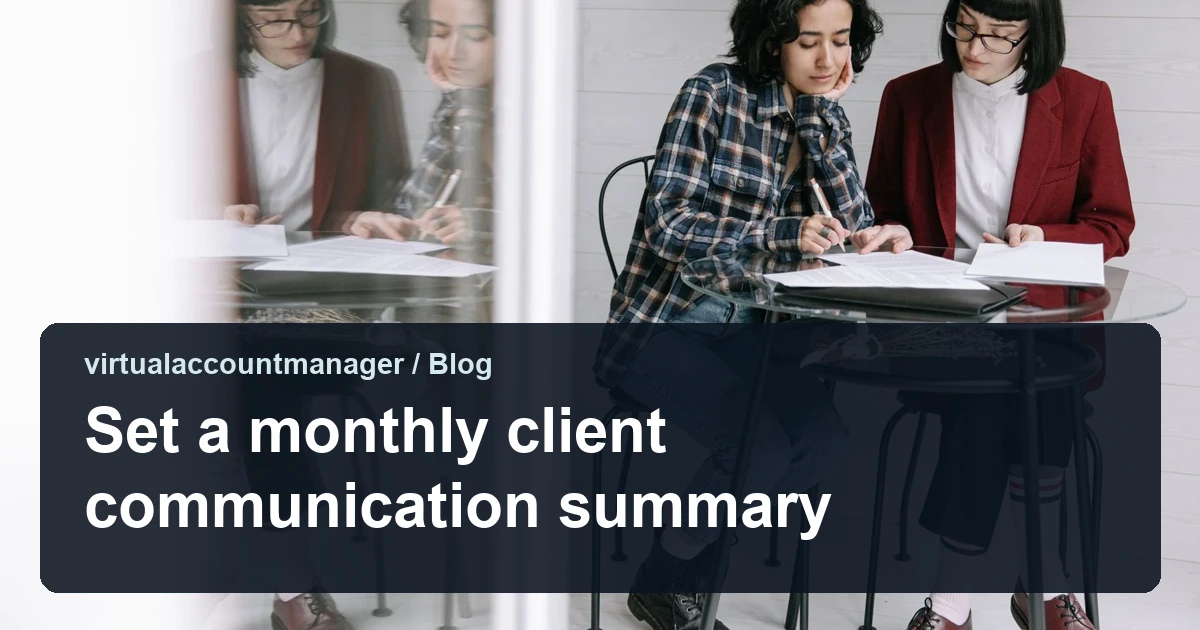 virtualaccountmanager / Blog
Set a monthly client
communication summary